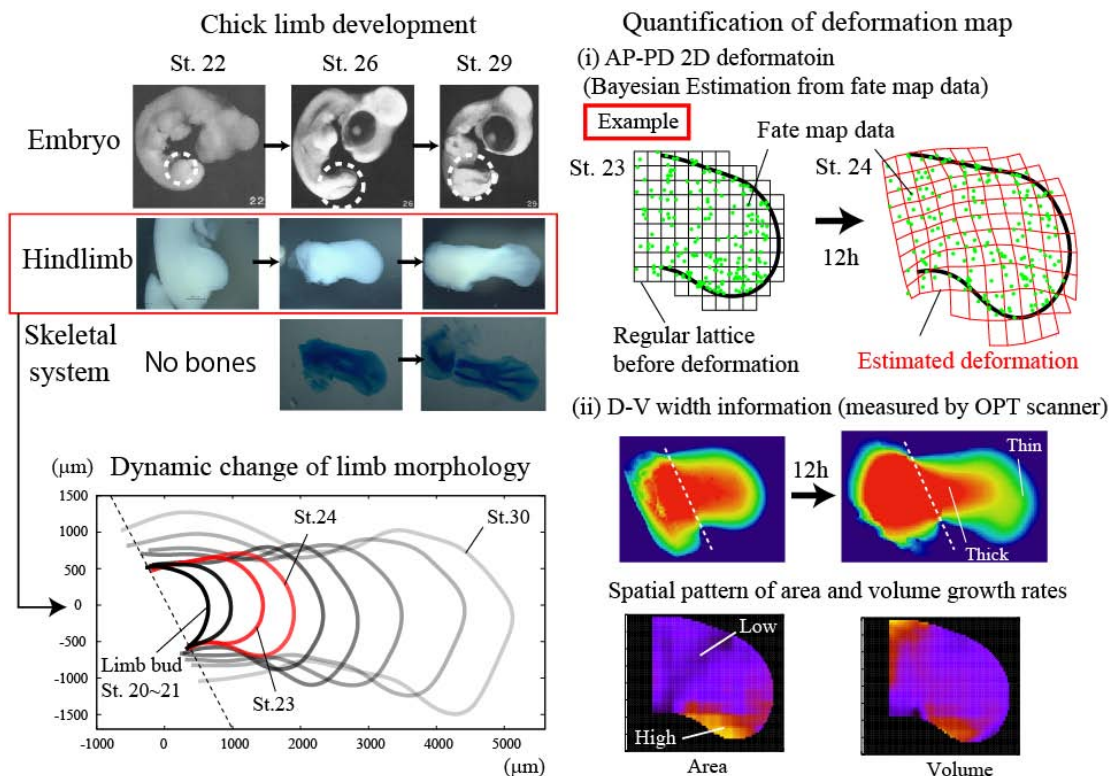 Chick limb development
St. 22
St. 26
St. 29
Embryo
22
26
29
Hindlimb
Skeletal
system
No bones
(μm)
Dynamic change of limb morphology
1500
1000
500
0
-500
-1000
-1500
St.24
St.30
Limb bud
St. 20~21
St.23
-1000
0
1000
2000
3000
4000
5000
(μm)
Quantification of deformation map
(i) AP-PD 2D deformatoin
(Bayesian Estimation from fate map data)
Example
Fate map data
St. 23
St. 24
12h
Regular lattice
before deformation
Estimated deformation
(ii) D-V width information (measured by OPT scanner)
12h
Thin
Thick
Spatial pattern of area and volume growth rates
Low
High
Area
Volume